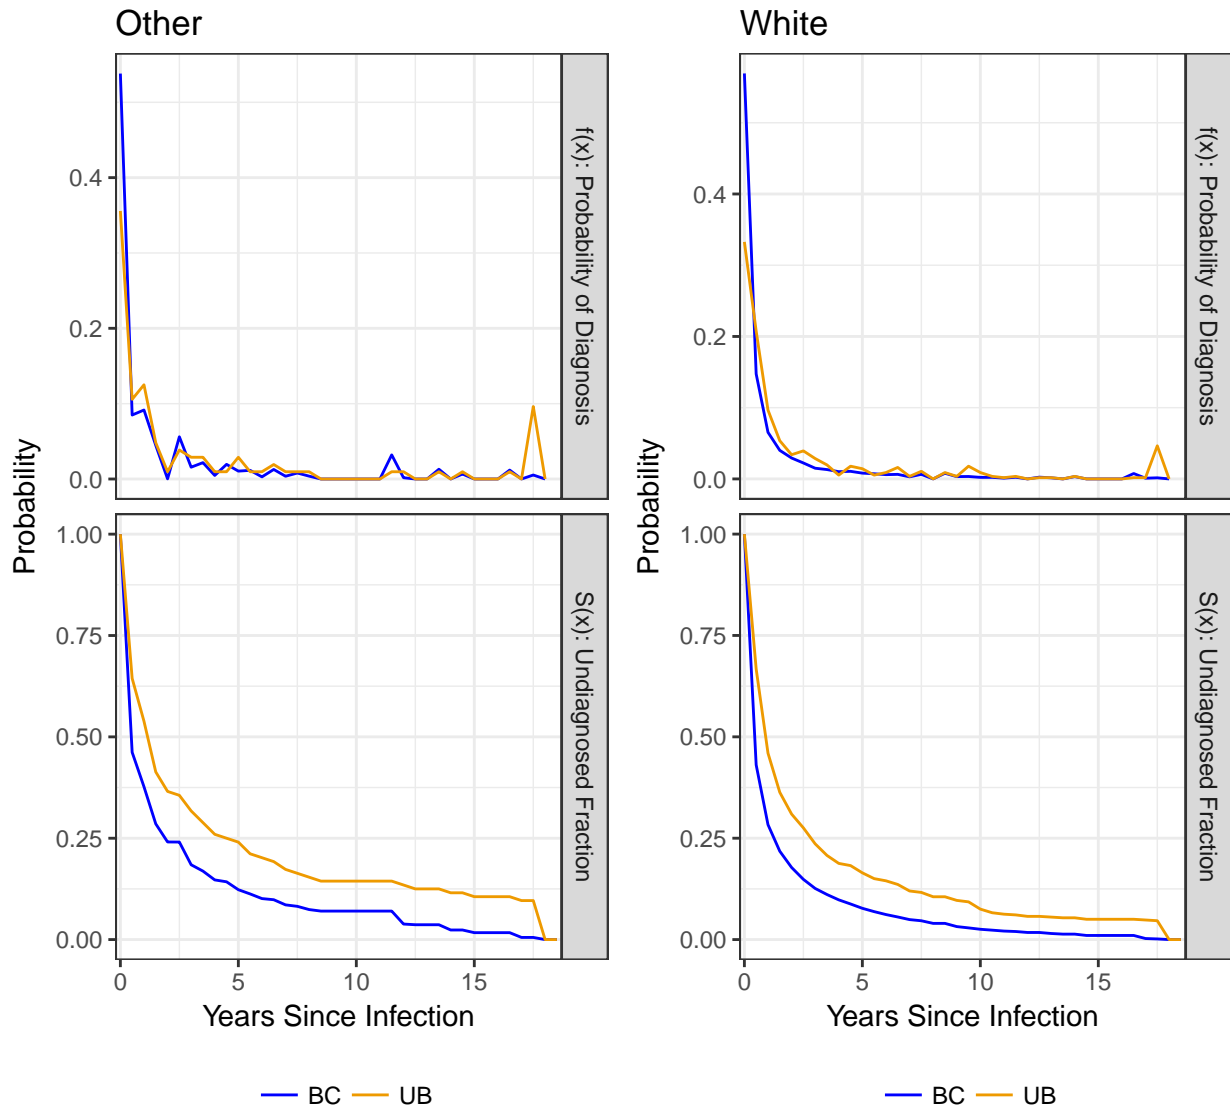 Other
0.4
0.2
0.0
f(x): Probability of Diagnosis
Probability
1.00
0.75
0.50
0.25
0.00
S(x): Undiagnosed Fraction
0 5 10 15
Years Since Infection
BC UB
White
0.4
0.2
0.0
f(x): Probability of Diagnosis
Probability
1.00
0.75
0.50
0.25
0.00
S(x): Undiagnosed Fraction
0 5 10 15
Years Since Infection
BC UB